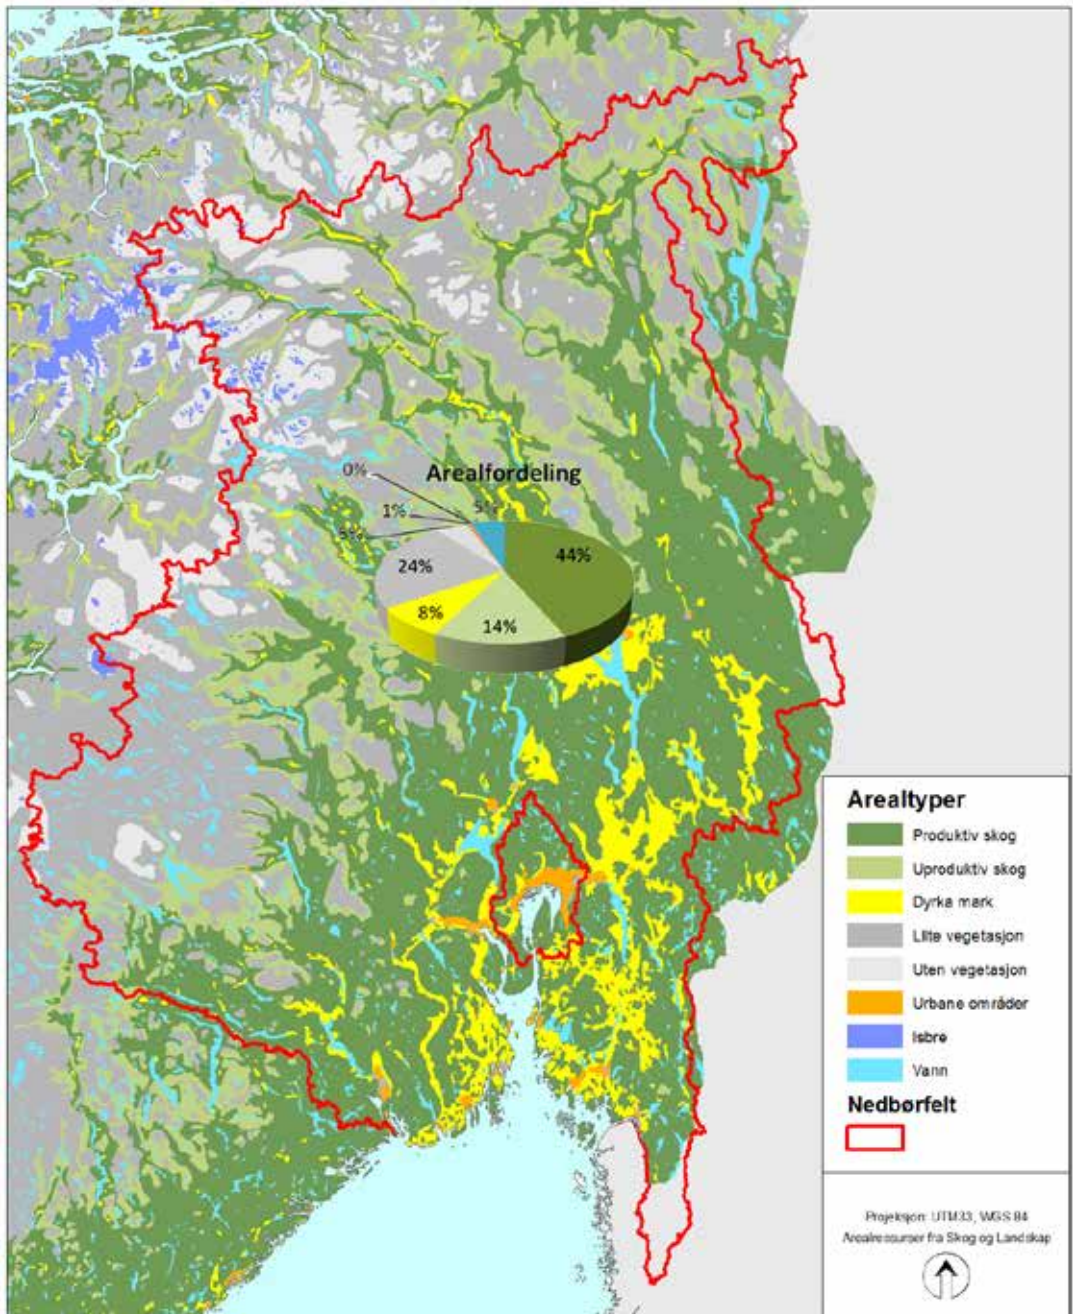 Arealfordeling
0%
1%
5%
5%
44%
24%
8%
14%
Arealtyper
Produktiv skog
Uproduktiv skog
Dyrka mark
Lite vegetasjon
Uten vegetasjon
Urbane områder
Isbre
Vann
Nedbørfelt
Projeksjon: UTM33, WGS 84
Arealressurser fra Skog og Landskap